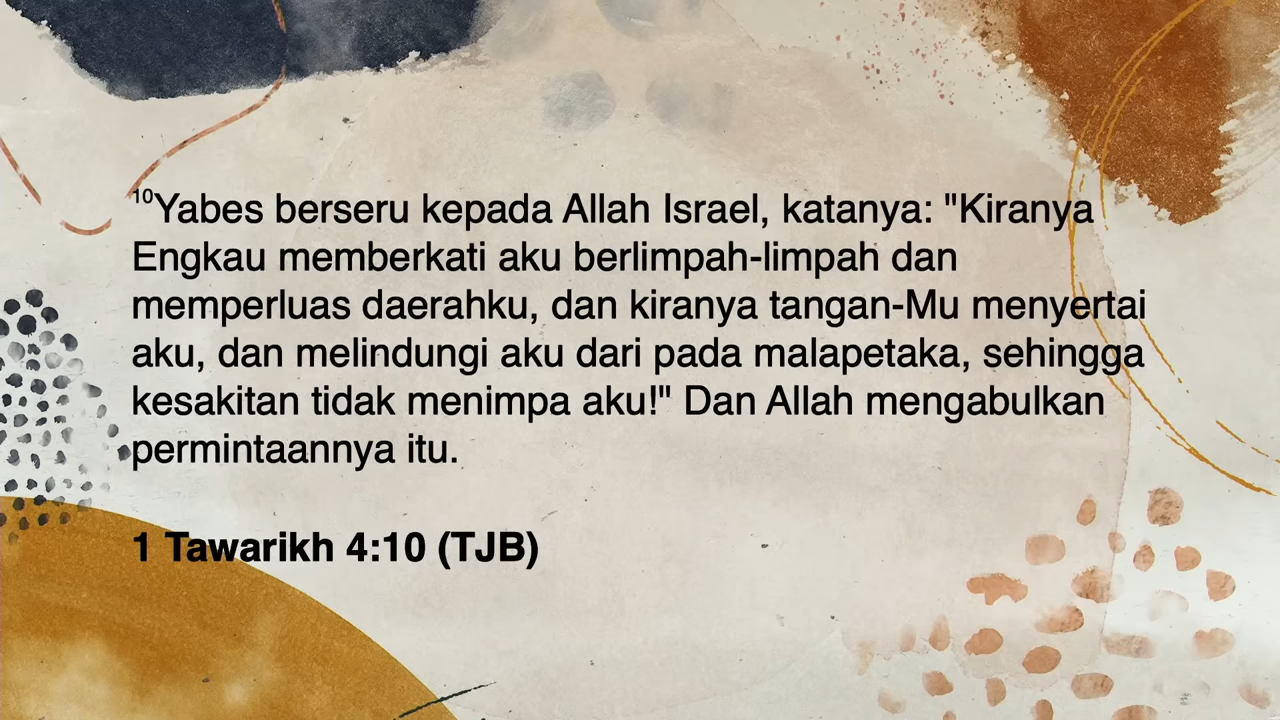 10Yabes berseru kepada Allah Israel, katanya: "Kiranya
Engkau memberkati aku berlimpah-limpah dan
memperluas daerahku, dan kiranya tangan-Mu menyertai
aku, dan melindungi aku dari pada malapetaka, sehingga
kesakitan tidak menimpa aku!" Dan Allah mengabulkan
permintaannya itu.
1 Tawarikh 4:10 (TJB)